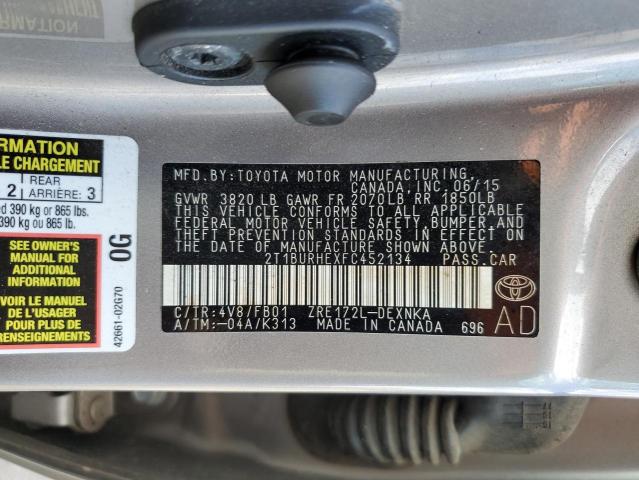 ORMATION
ORMATION
LE CHARGEMENT
2 REAR ARRIÈRE: 3
d 390 kg or 865 lbs.
390 kg ou 865 lb.
SEE OWNER'S
MANUAL FOR
ADDITIONAL
INFORMATION
VOIR LE MANUEL
DE L'USAGER
POUR PLUS DE
RENSEIGNEMENTS
0G
42661-02G70
MFD.BY:TOYOTA MOTOR MANUFACTURING.
CANADA,INC.06/15
GVWR 3820LB GAWR FR 2070LB RR 1850LB
THIS VEHICLE CONFORMS TO ALL APPLICABLE
FEDERAL MOTOR VEHICLE SAFETY,BUMPER,AND
THEFT PREVENTION STANDARDS IN EFFECT ON
THE DATE OF MANUFACTURE SHOWN ABOVE.
2T1BURHEXFC452134 PASS.CAR
C/TR:4V8/FB01 ZRE172L-DEXNKA
A/TM:-04A/K313 MADE IN CANADA 696
TOYOTA
AD